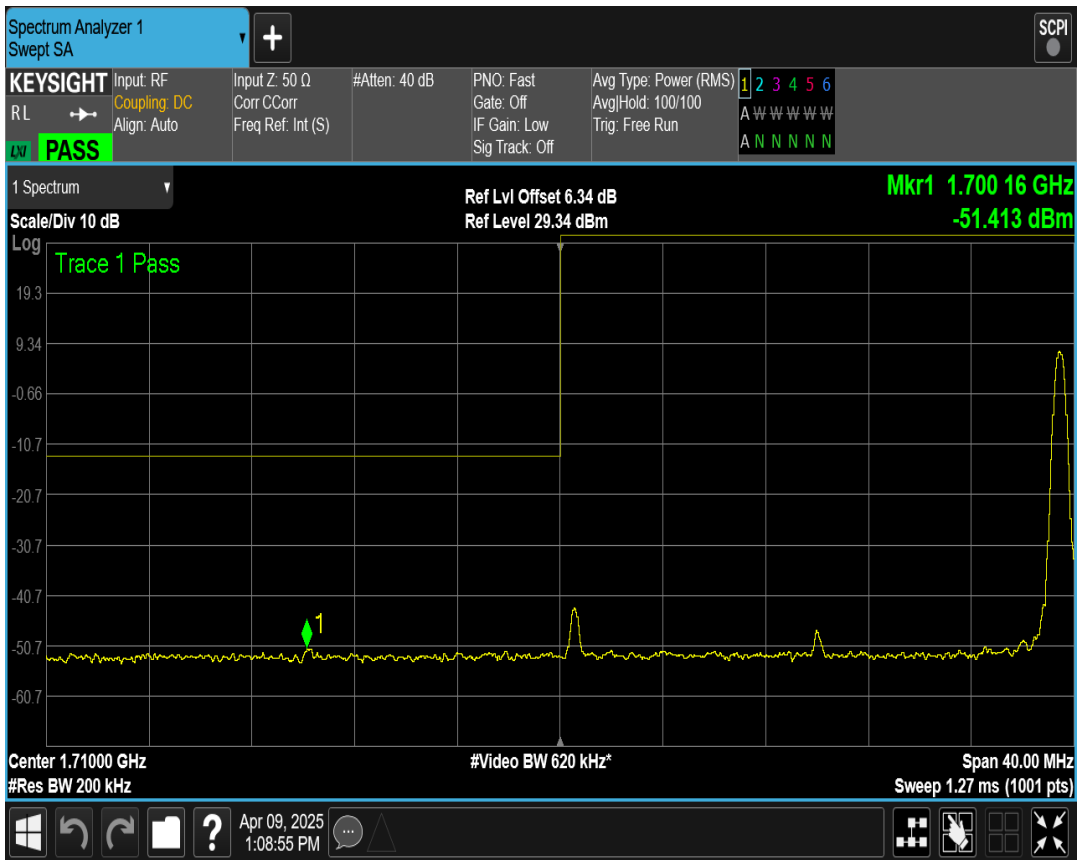 Spectrum Analyzer 1
Swept SA
SCPI
KEYSIGHT
RL
LXI PASS
Input: RF
Coupling: DC
Align: Auto
Input Z: 50 Ω
Corr CCorr
Freq Ref: Int (S)
#Atten: 40 dB
PNO: Fast
Gate: Off
IF Gain: Low
Sig Track: Off
Avg Type: Power (RMS)
Avg|Hold: 100/100
Trig: Free Run
1 2 3 4 5 6
A W W W W W
A N N N N N
1 Spectrum
Scale/Div 10 dB
Ref Lvl Offset 6.34 dB
Ref Level 29.34 dBm
Mkr1 1.700 16 GHz
-51.413 dBm
Log
Trace 1 Pass
19.3
9.34
-0.66
-10.7
-20.7
-30.7
-40.7
1
-50.7
-60.7
Center 1.71000 GHz
#Res BW 200 kHz
#Video BW 620 kHz*
Span 40.00 MHz
Sweep 1.27 ms (1001 pts)
?
Apr 09, 2025
1:08:55 PM